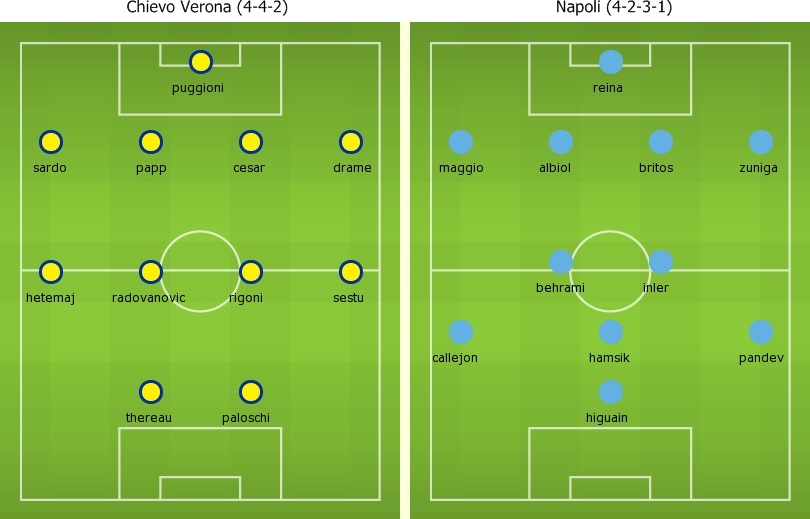 Chievo Verona (4-4-2)
puggioni
sardo papp cesar drame
hetemaj radovanovic rigoni sestu
thereau paloschi
Napoli (4-2-3-1)
reina
maggio albiol britos zuniga
behrami inler
callejon hamsik pandev
higuain